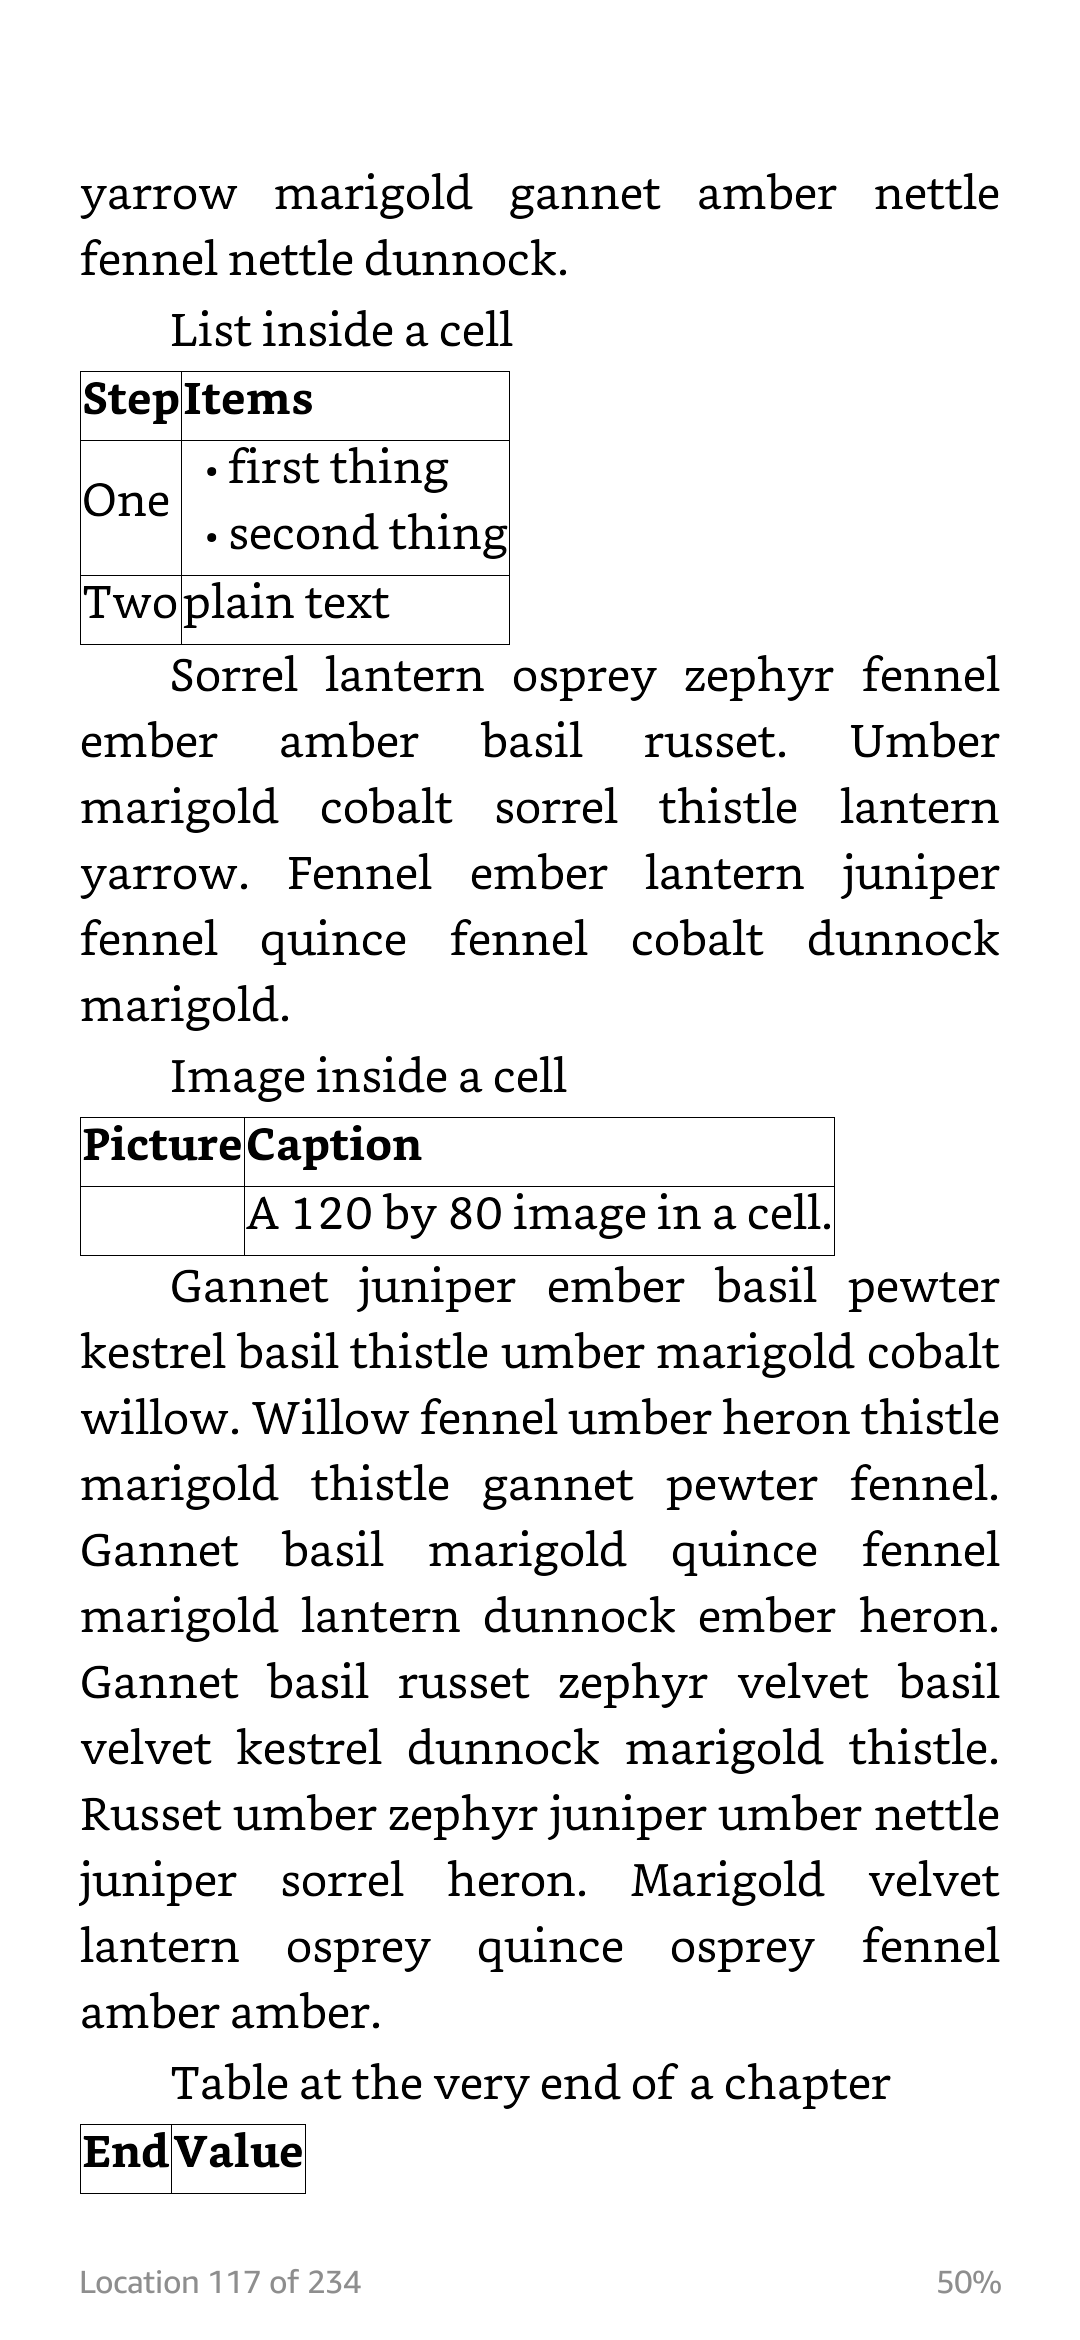 yarrow marigold gannet amber nettle
fennel nettle dunnock.
List inside a cell
Step Items
One
• first thing
• second thing
Two plain text
Sorrel lantern osprey zephyr fennel
ember amber basil russet. Umber
marigold cobalt sorrel thistle lantern
yarrow. Fennel ember lantern juniper
fennel quince fennel cobalt dunnock
marigold.
Image inside a cell
Picture Caption
A 120 by 80 image in a cell.
Gannet juniper ember basil pewter
kestrel basil thistle umber marigold cobalt
willow. Willow fennel umber heron thistle
marigold thistle gannet pewter fennel.
Gannet basil marigold quince fennel
marigold lantern dunnock ember heron.
Gannet basil russet zephyr velvet basil
velvet kestrel dunnock marigold thistle.
Russet umber zephyr juniper umber nettle
juniper sorrel heron. Marigold velvet
lantern osprey quince osprey fennel
amber amber.
Table at the very end of a chapter
End Value
Location 117 of 234 50%